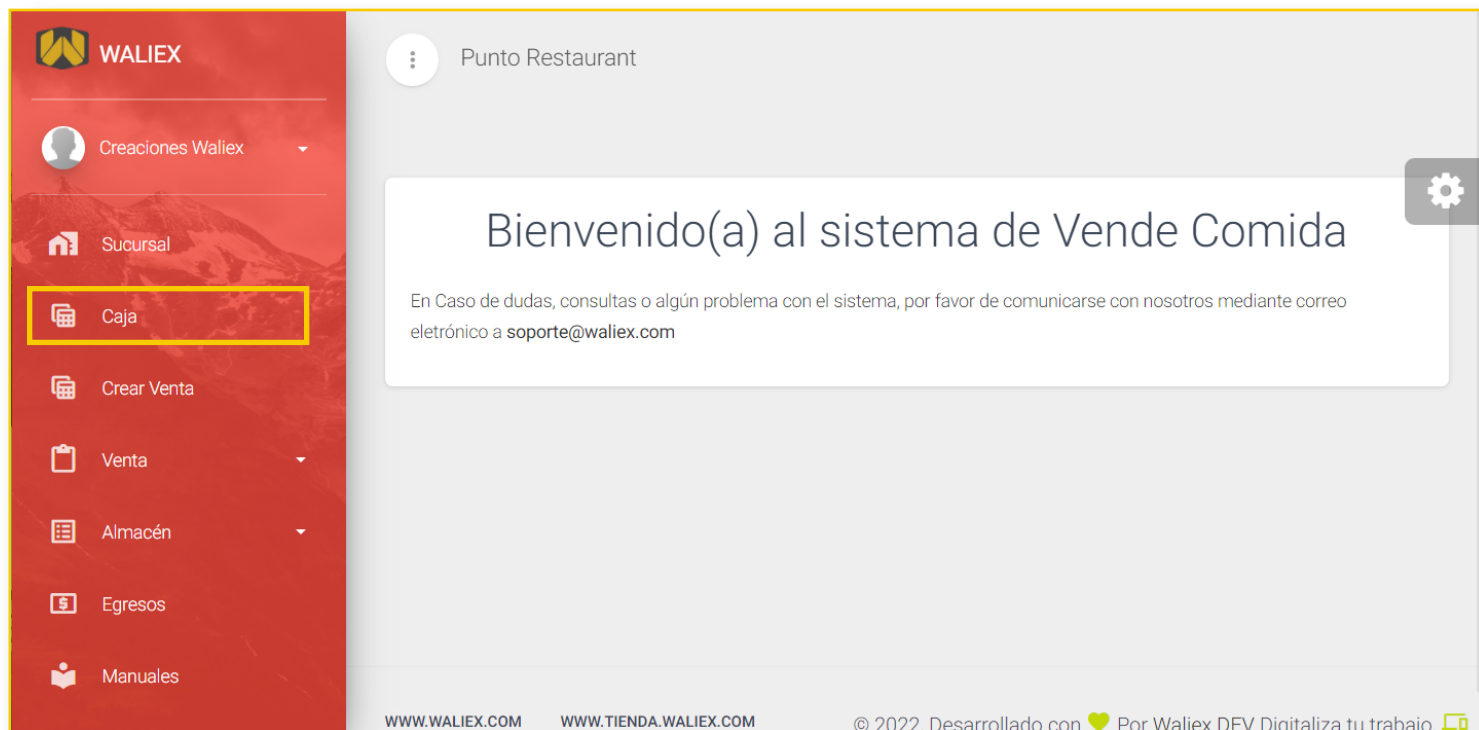 WALIEX
Creaciones Waliex
Sucursal
Caja
Crear Venta
Venta
Almacén
Egresos
Manuales
Punto Restaurant
Bienvenido(a) al sistema de Vende Comida
En Caso de dudas, consultas o algún problema con el sistema, por favor de comunicarse con nosotros mediante correo
eletrónico a soporte@waliex.com
WWW.WALIEX.COM WWW.TIENDA.WALIEX.COM
© 2022, Desarrollado con Por Waliex DEV Digitaliza tu trabajo